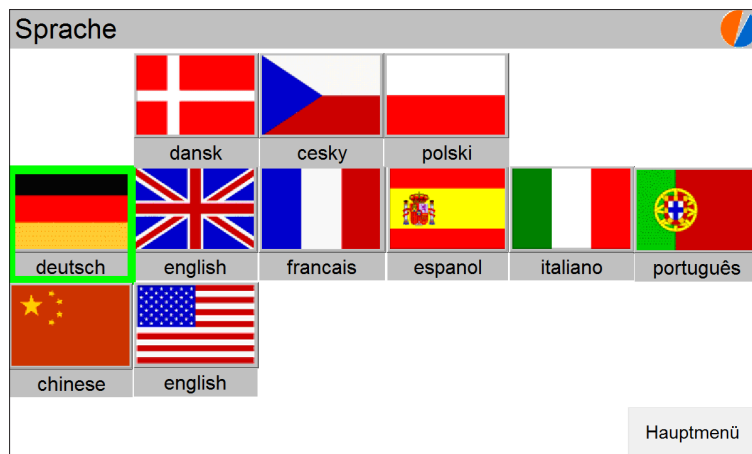 Sprache
dansk cesky polski
deutsch english francais espanol italiano português
chinese english
Hauptmenü